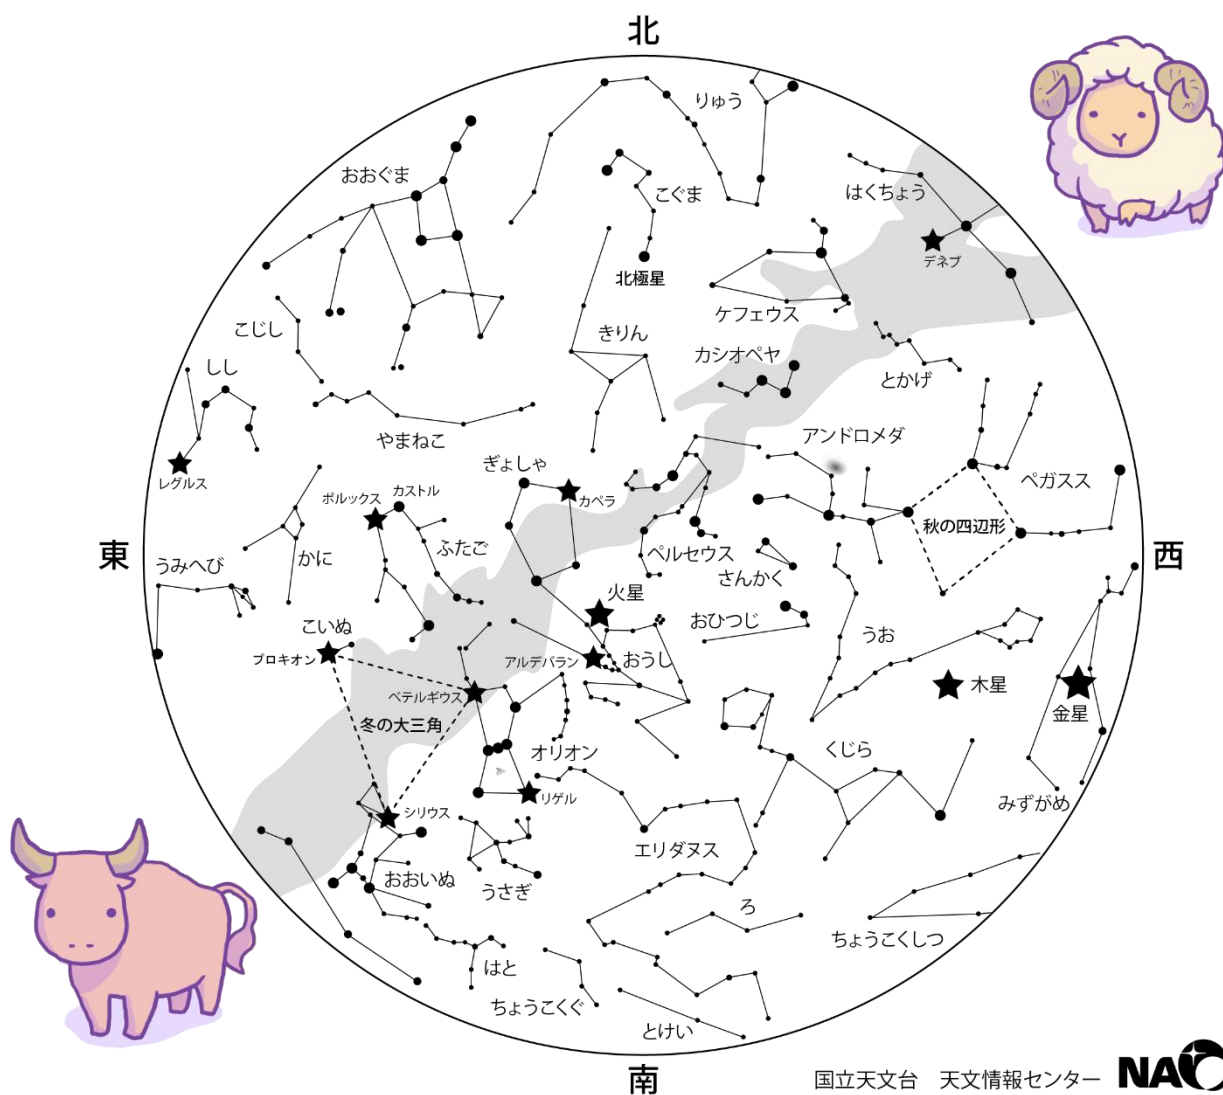 北
りゅう
おおぐま
こぐま
はくちょう
デネブ
北極星
ケフェウス
こじし
きりん
カシオペヤ
とかげ
しし
やまねこ
アンドロメダ
ぎょしゃ
レグルス
ポルックス
カストル
カペラ
ペガスス
秋の四辺形
東
うみへび
かに
ふたご
ペルセウス
さんかく
西
火星
おひつじ
こいぬ
うお
プロキオン
アルデバラン
おうし
ベテルギウス
木星
金星
冬の大三角
オリオン
くじら
リゲル
みずがめ
シリウス
エリダヌス
おおいぬ
うさぎ
ろ
ちょうこくしつ
はと
ちょうこくぐ
とけい
南
国立天文台 天文情報センター